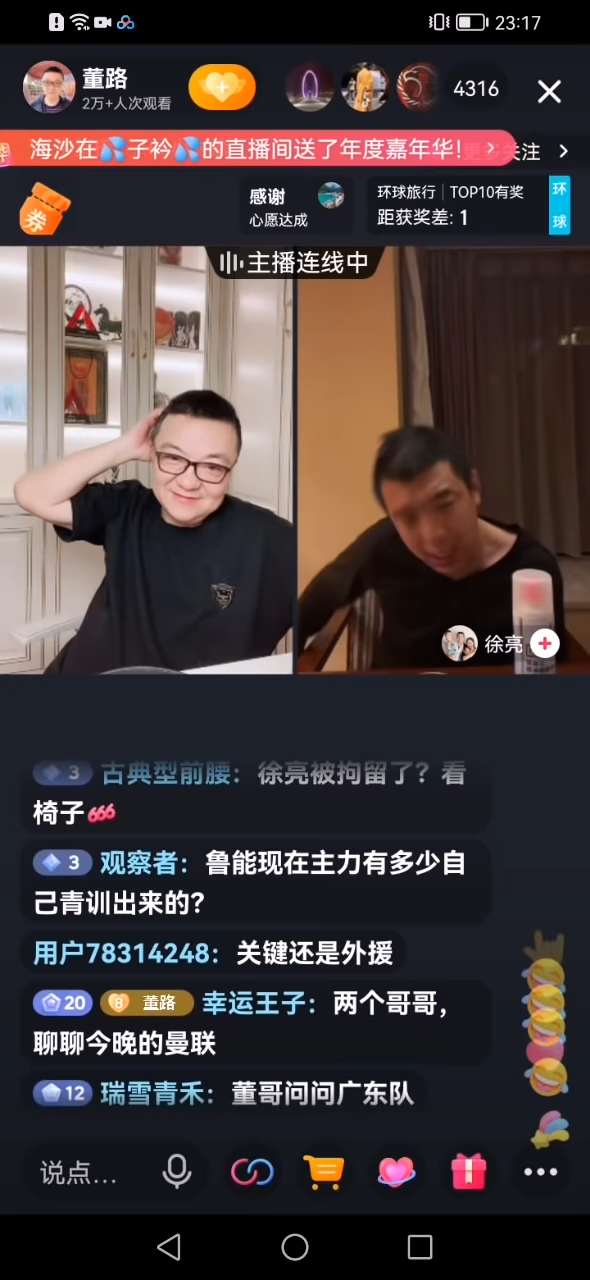 23:17
董路
2万+人次观看
4316
海沙在💦子衿💦的直播间送了年度嘉年华!
更多关注
券
感谢
心愿达成
环球旅行 | TOP10有奖
距获奖差: 1
环
球
主播连线中
徐亮
3 古典型前腰：徐亮被拘留了？看
椅子666
3 观察者：鲁能现在主力有多少自
己青训出来的？
用户78314248：关键还是外援
20 8 董路 幸运王子：两个哥哥，
聊聊今晚的曼联
12 瑞雪青禾：董哥问问广东队
说点...